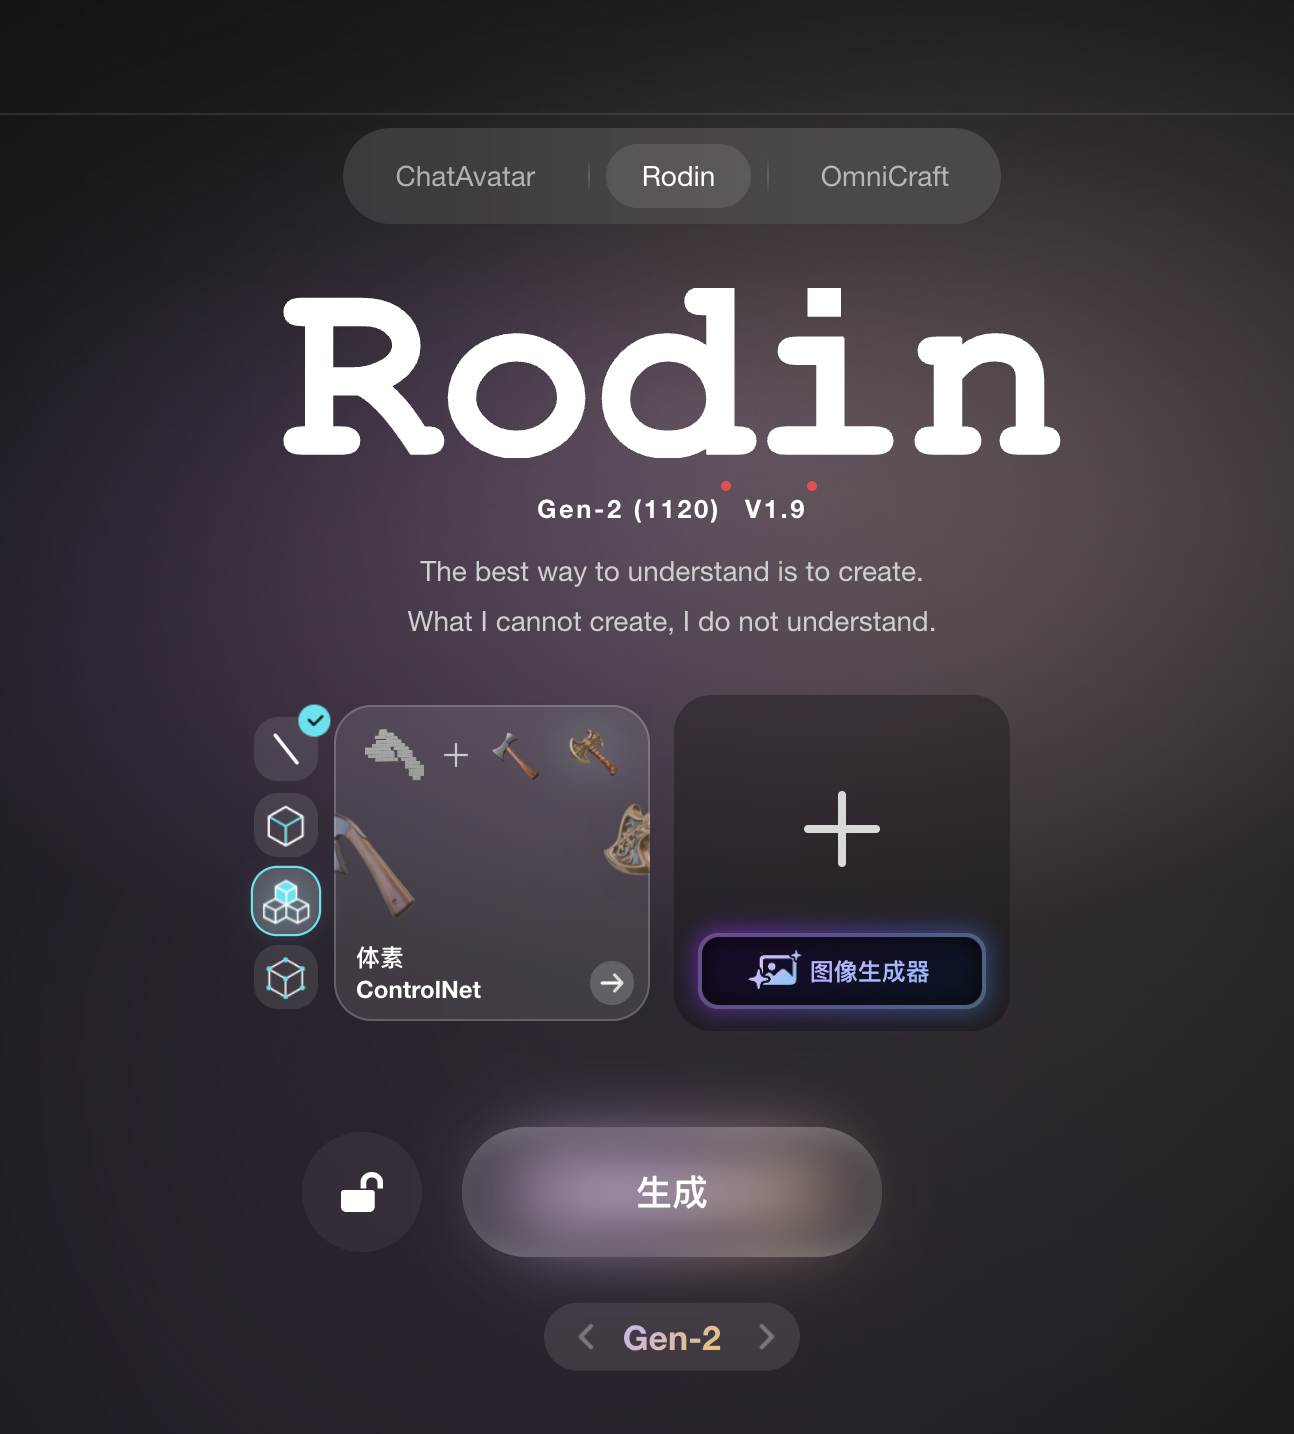 ChatAvatar Rodin OmniCraft
Rodin
Gen-2 (1120) V1.9
The best way to understand is to create.
What I cannot create, I do not understand.
体素
ControlNet
图像生成器
生成
Gen-2